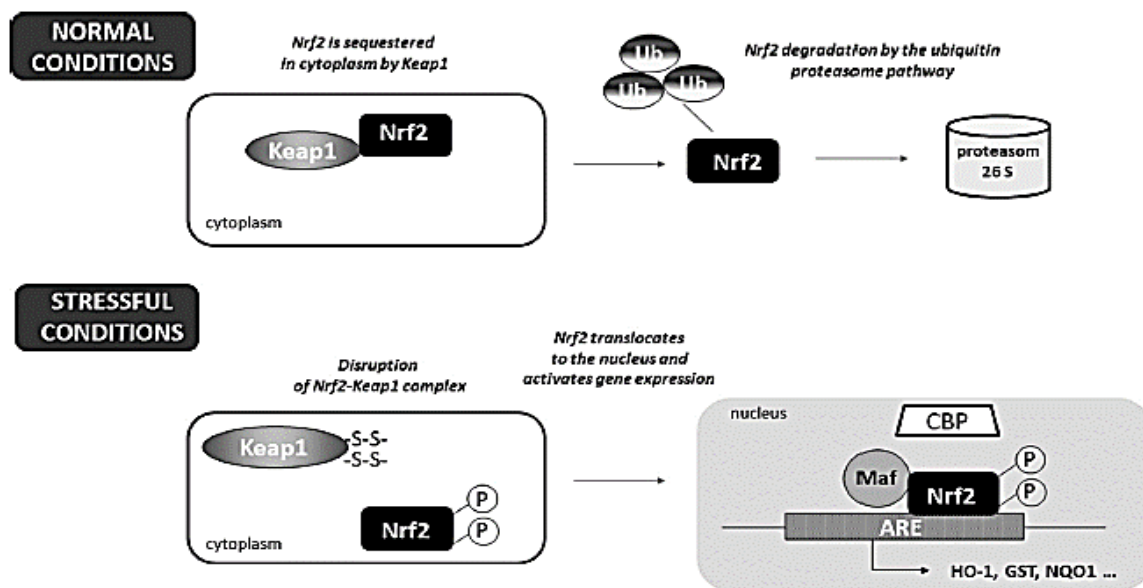 NORMAL
CONDITIONS
Nrf2 is sequestered
in cytoplasm by Keap1
Keap1
Nrf2
cytoplasm
Ub
Ub
Ub
Nrf2
Nrf2 degradation by the ubiquitin
proteasome pathway
proteasom
26 S
STRESSFUL
CONDITIONS
Disruption
of Nrf2-Keap1 complex
Keap1
-S-S-
-S-S-
Nrf2
P
P
cytoplasm
Nrf2 translocates
to the nucleus and
activates gene expression
nucleus
CBP
Maf
Nrf2
P
P
ARE
HO-1, GST, NQO1 ...